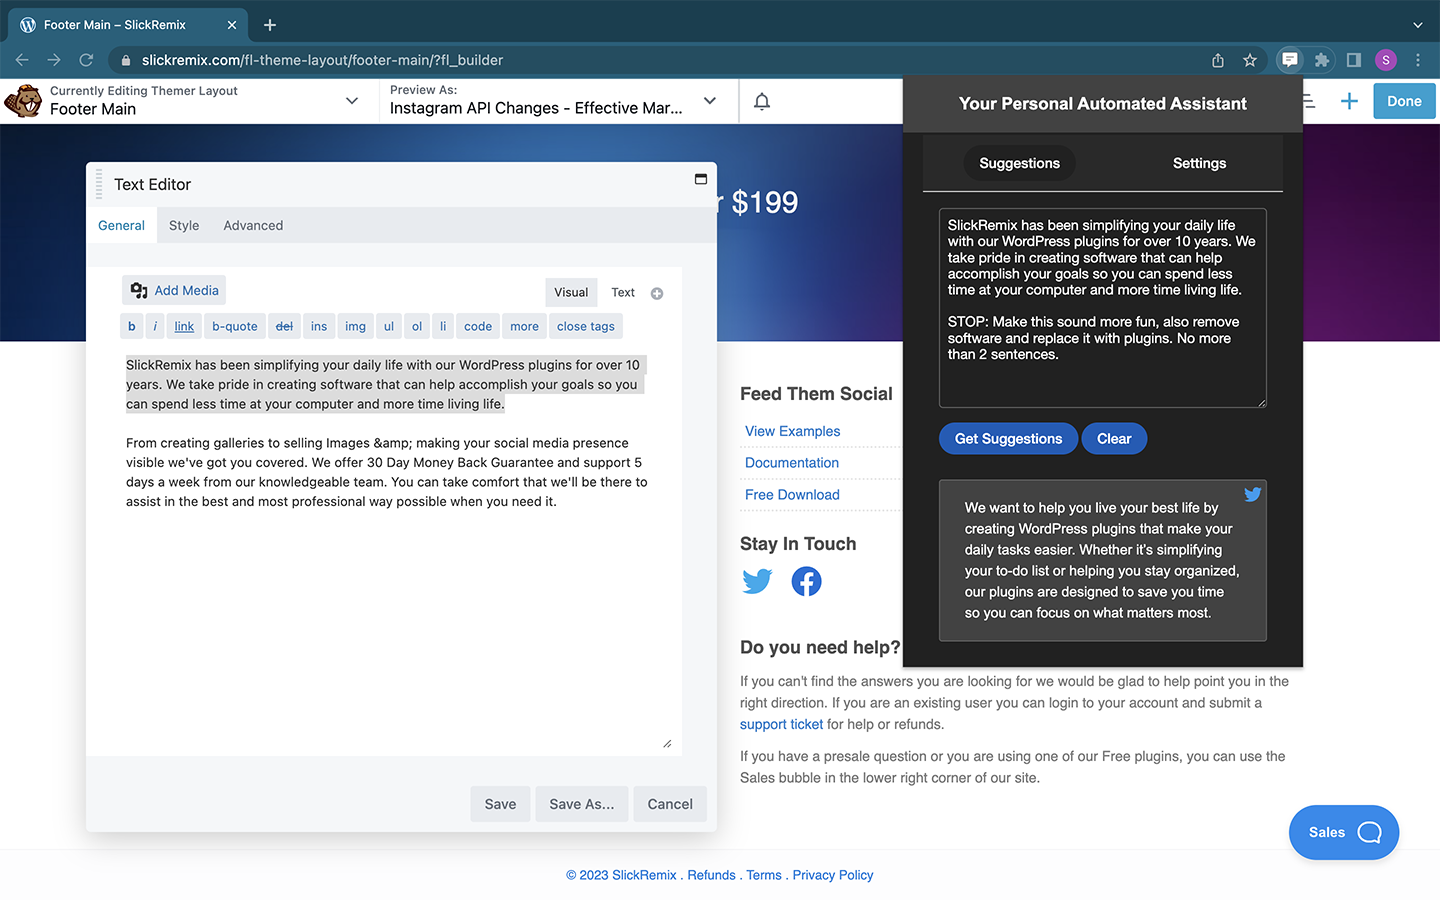 Footer Main – SlickRemix
slickremix.com/fl-theme-layout/footer-main/?fl_builder
S
Currently Editing Themer Layout
Footer Main
Preview As:
Instagram API Changes - Effective Mar...
Done
r $199
Text Editor
General
Style
Advanced
Add Media
Visual
Text
b
i
link
b-quote
del
ins
img
ul
ol
li
code
more
close tags
SlickRemix has been simplifying your daily life with our WordPress plugins for over 10
years. We take pride in creating software that can help accomplish your goals so you
can spend less time at your computer and more time living life.
From creating galleries to selling Images &amp; making your social media presence
visible we've got you covered. We offer 30 Day Money Back Guarantee and support 5
days a week from our knowledgeable team. You can take comfort that we'll be there to
assist in the best and most professional way possible when you need it.
Save
Save As...
Cancel
Feed Them Social
View Examples
Documentation
Free Download
Stay In Touch
Do you need help?
If you can't find the answers you are looking for we would be glad to help point you in the
right direction. If you are an existing user you can login to your account and submit a
support ticket for help or refunds.
If you have a presale question or you are using one of our Free plugins, you can use the
Sales bubble in the lower right corner of our site.
Your Personal Automated Assistant
Suggestions
Settings
SlickRemix has been simplifying your daily life
with our WordPress plugins for over 10 years. We
take pride in creating software that can help
accomplish your goals so you can spend less
time at your computer and more time living life.
STOP: Make this sound more fun, also remove
software and replace it with plugins. No more
than 2 sentences.
Get Suggestions
Clear
We want to help you live your best life by
creating WordPress plugins that make your
daily tasks easier. Whether it's simplifying
your to-do list or helping you stay organized,
our plugins are designed to save you time
so you can focus on what matters most.
Sales
© 2023 SlickRemix . Refunds . Terms . Privacy Policy